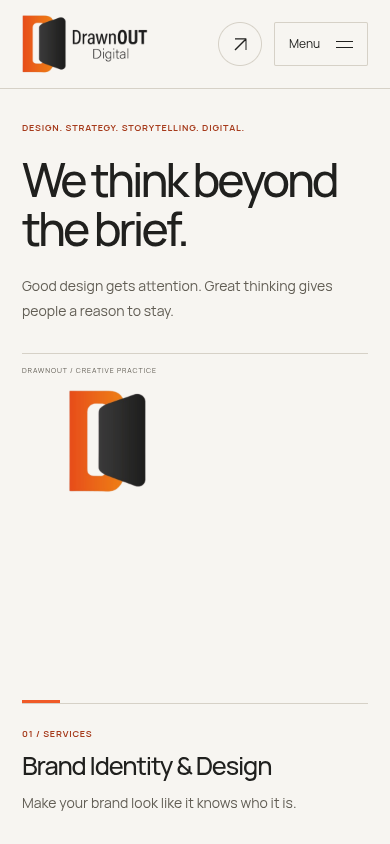 DrawnOUT
Digital
Menu
DESIGN. STRATEGY. STORYTELLING. DIGITAL.
We think beyond
the brief.
Good design gets attention. Great thinking gives
people a reason to stay.
DRAWNOUT / CREATIVE PRACTICE
01 / SERVICES
Brand Identity & Design
Make your brand look like it knows who it is.